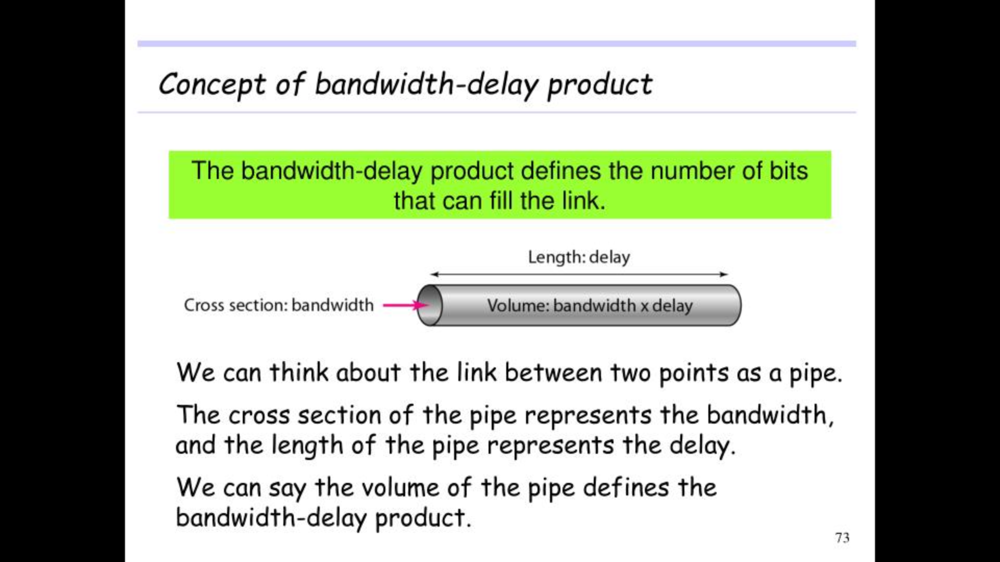 Concept of bandwidth-delay product
The bandwidth-delay product defines the number of bits
that can fill the link.
Length: delay
Cross section: bandwidth
Volume: bandwidth x delay
We can think about the link between two points as a pipe.
The cross section of the pipe represents the bandwidth,
and the length of the pipe represents the delay.
We can say the volume of the pipe defines the
bandwidth-delay product.
73